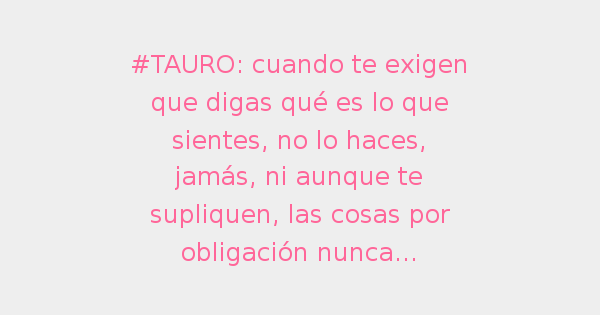 #TAURO: cuando te exigen
que digas qué es lo que
sientes, no lo haces,
jamás, ni aunque te
supliquen, las cosas por
obligación nunca...